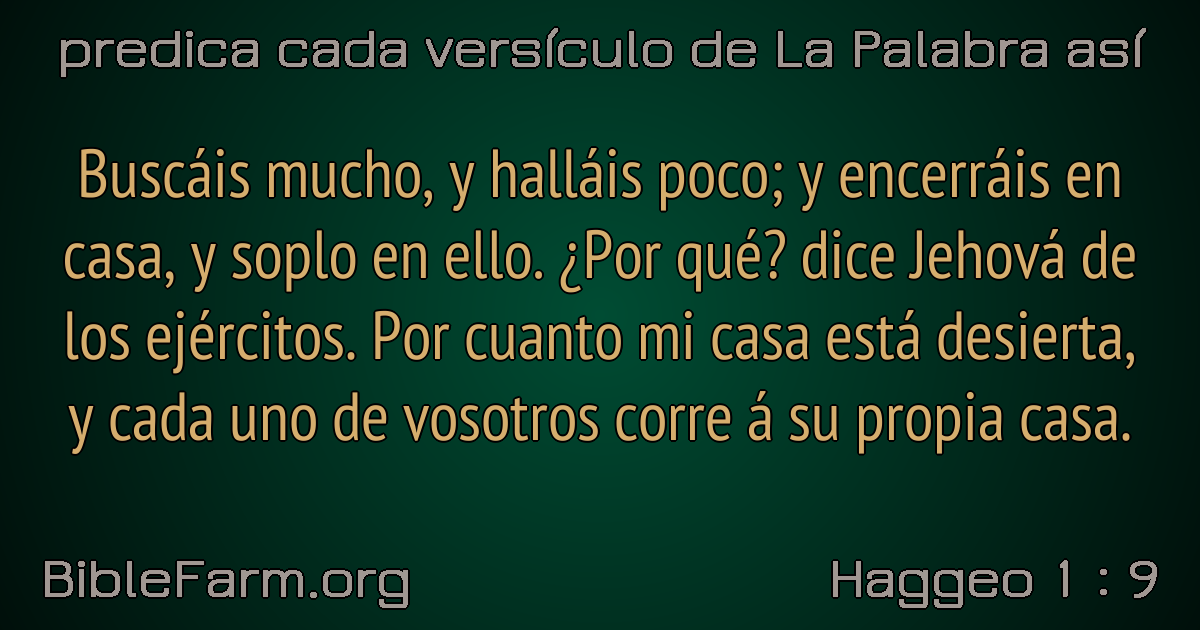 predica cada versículo de La Palabra así
Buscáis mucho, y halláis poco; y encerráis en
casa, y soplo en ello. ¿Por qué? dice Jehová de
los ejércitos. Por cuanto mi casa está desierta,
y cada uno de vosotros corre á su propia casa.
BibleFarm.org
Haggeo 1 : 9